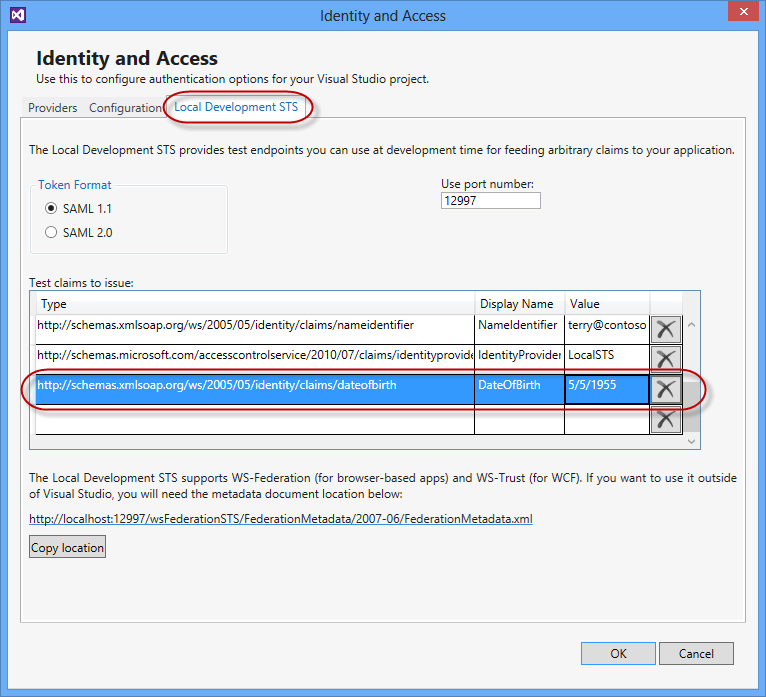 Identity and Access
Identity and Access
Use this to configure authentication options for your Visual Studio project.
Providers Configuration Local Development STS
The Local Development STS provides test endpoints you can use at development time for feeding arbitrary claims to your application.
Token Format
SAML 1.1
SAML 2.0
Use port number:
12997
Test claims to issue:
Type Display Name Value
http://schemas.xmlsoap.org/ws/2005/05/identity/claims/nameidentifier NameIdentifier terry@contoso
http://schemas.microsoft.com/accesscontrolservice/2010/07/claims/identityprovide IdentityProvider LocalSTS
http://schemas.xmlsoap.org/ws/2005/05/identity/claims/dateofbirth DateOfBirth 5/5/1955
The Local Development STS supports WS-Federation (for browser-based apps) and WS-Trust (for WCF). If you want to use it outside
of Visual Studio, you will need the metadata document location below:
http://localhost:12997/wsFederationSTS/FederationMetadata/2007-06/FederationMetadata.xml
Copy location
OK Cancel